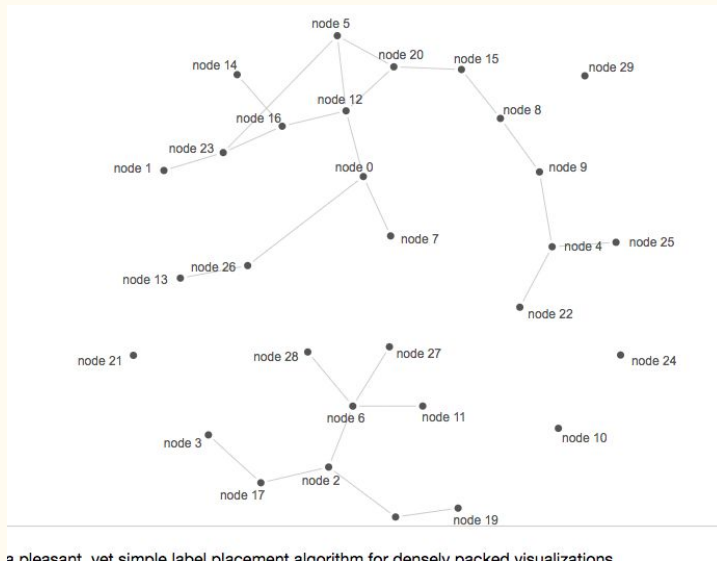 node 5
node 14
node 20
node 15
node 29
node 12
node 8
node 16
node 23
node 1
node 0
node 9
node 7
node 4
node 25
node 26
node 13
node 22
node 21
node 28
node 27
node 24
node 6
node 11
node 3
node 10
node 2
node 17
node 19
a pleasant, yet simple label placement algorithm for densely packed visualizations